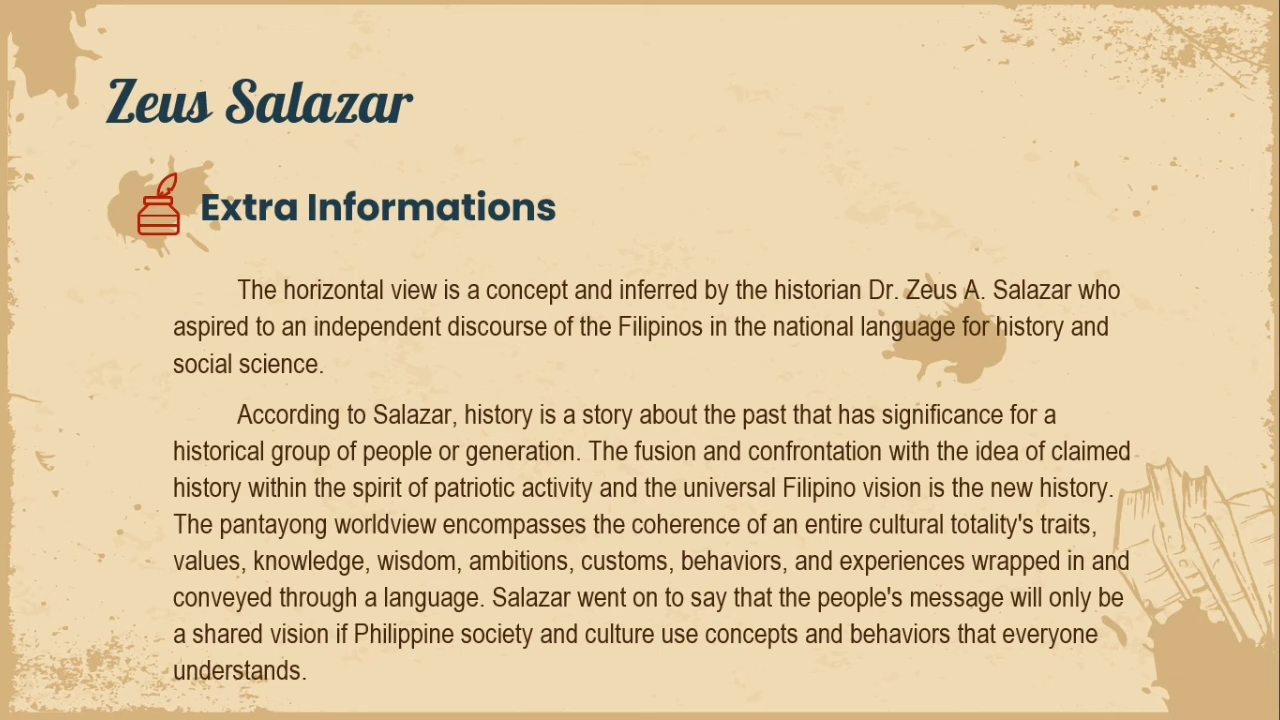 Zeus Salazar
Extra Informations
The horizontal view is a concept and inferred by the historian Dr. Zeus A. Salazar who
aspired to an independent discourse of the Filipinos in the national language for history and
social science.
According to Salazar, history is a story about the past that has significance for a
historical group of people or generation. The fusion and confrontation with the idea of claimed
history within the spirit of patriotic activity and the universal Filipino vision is the new history.
The pantayong worldview encompasses the coherence of an entire cultural totality's traits,
values, knowledge, wisdom, ambitions, customs, behaviors, and experiences wrapped in and
conveyed through a language. Salazar went on to say that the people's message will only be
a shared vision if Philippine society and culture use concepts and behaviors that everyone
understands.